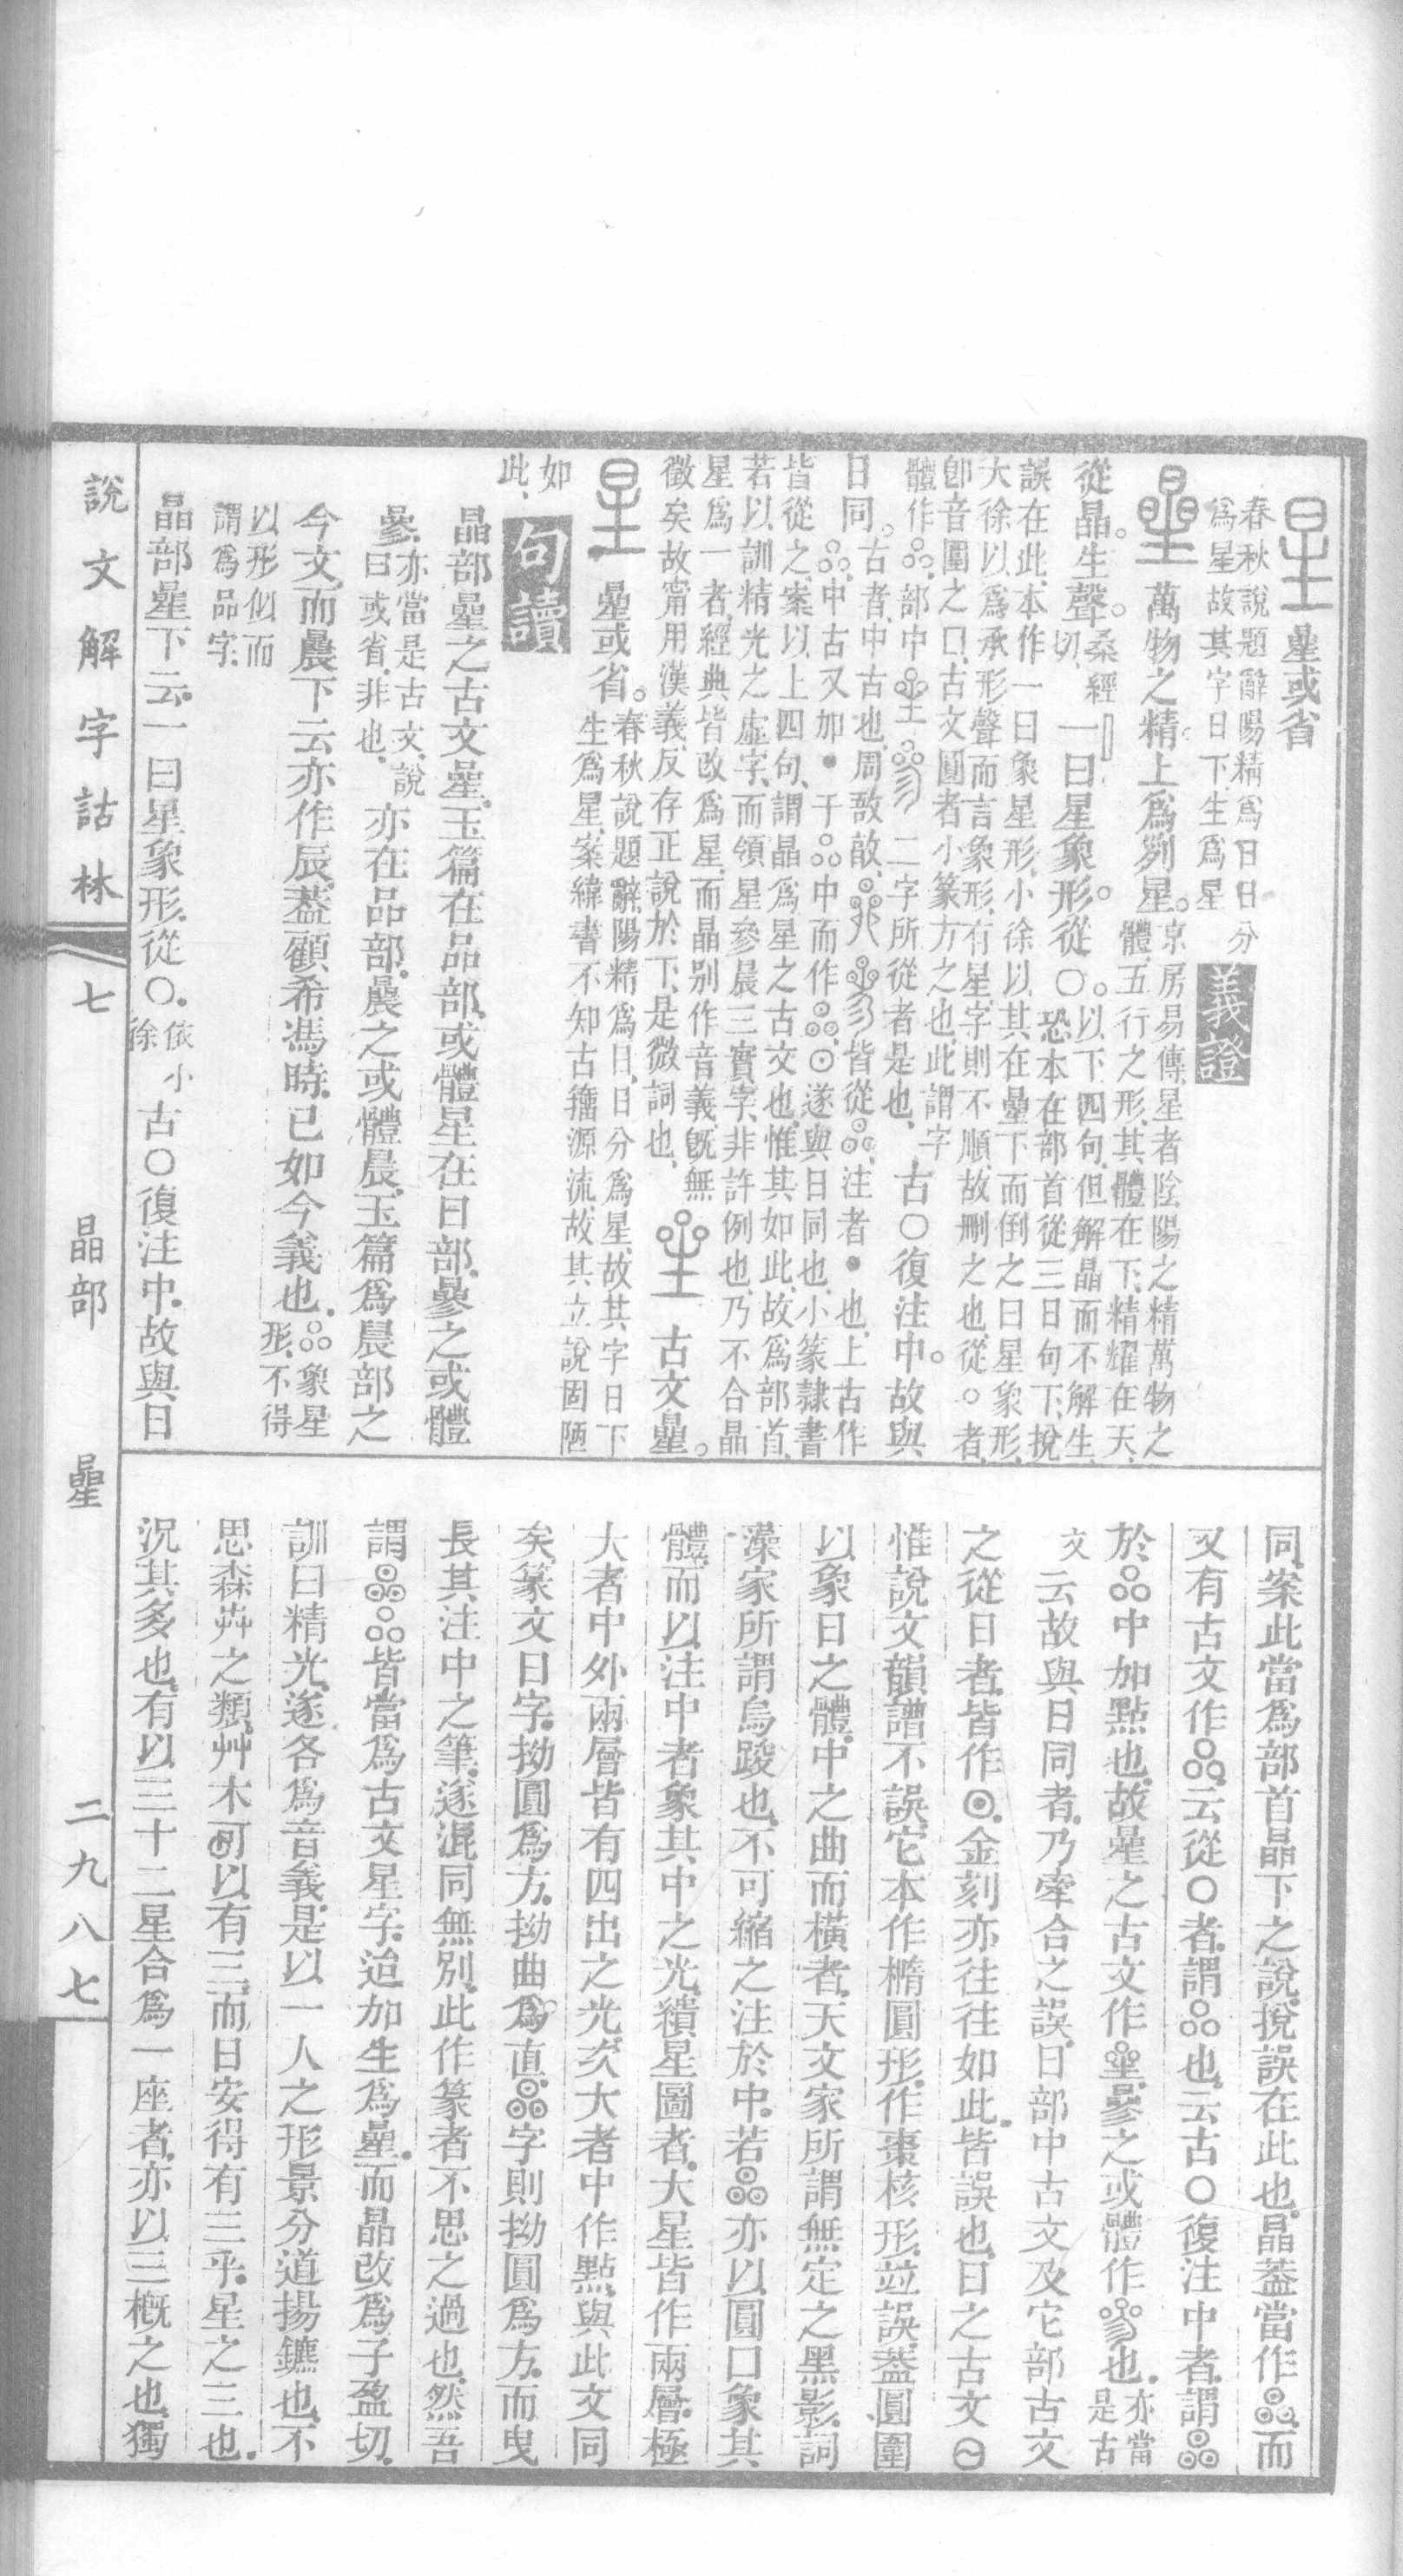 曐或省
春秋說題辭陽精爲日日分
爲星故其字日下生爲星
義證
萬物之精上爲列星。
京房易傳星者陰陽之精萬物之
體五行之形其體在下精耀在天
從晶。生聲。
桑經
切
一曰星象形。從〇。
以下四句但解晶而不解生
恐本在部首從三日句下挩
誤在此本作一曰象星形小徐以其在曐下而倒之曰星象形
大徐以爲承形聲而言象形有星字則不順故刪之也從〇者
卽音圍之口古文圓者小篆方之也此謂字
體作部中二字所從者是也
古〇復注中。故與
日同。
古者中古也周敔敨皆從注者•也上古作
中古又加•于中而作⊙遂與日同也小篆隸書
皆從之案以上四句謂晶爲星之古文也惟其如此故爲部首
若以訓精光之虛字而領星參晨三實字非許例也乃不合晶
星爲一者經典皆改爲星而晶別作音義旣無
徵矣故甯用漢義反存正說於下是微詞也
古文曐。
曐或省。
春秋說題辭陽精爲日日分爲星故其字日下
生爲星案緯書不知古籀源流故其立說固陋
如
此
句讀
晶部曐之古文曐玉篇在品部或體星在日部曑之或體
參
亦當是古文說
曰或省非也
亦在品部曟之或體晨玉篇爲晨部之
今文而曟下云亦作辰葢顧希馮時已如今義也
象星
形不得
以形似而
謂爲品字
晶部曐下云一曰星象形從〇
依小
徐
古〇復注中故與日
同案此當爲部首晶下之說挩誤在此也晶葢當作而
又有古文作云從〇者謂也云古〇復注中者謂
於中加點也故曐之古文作曑之或體作也
亦當
是古
文
云故與日同者乃牽合之誤日部中古文及它部古文
之從日者皆作⊙金刻亦往往如此皆誤也日之古文
惟說文韻譜不誤它本作橢圓形作棗核形竝誤葢圓圍
以象日之體中之曲而橫者天文家所謂無定之黑影詞
藻家所謂烏踆也不可縮之注於中若亦以圓口象其
體而以注中者象其中之光繢星圖者大星皆作兩層極
大者中外兩層皆有四出之光次大者中作點與此文同
矣篆文日字拗圓爲方拗曲爲直字則拗圓爲方而曳
長其注中之筆遂混同無別此作篆者不思之過也然吾
謂皆當爲古文星字迨加生爲曐而晶改爲子盈切
訓曰精光遂各爲音義是以一人之形景分道揚鑣也不
思森艸之類艸木可以有三而日安得有三乎星之三也
況其多也有以三十二星合爲一座者亦以三概之也獨
說文解字詁林
七
晶部
曐
二九八七